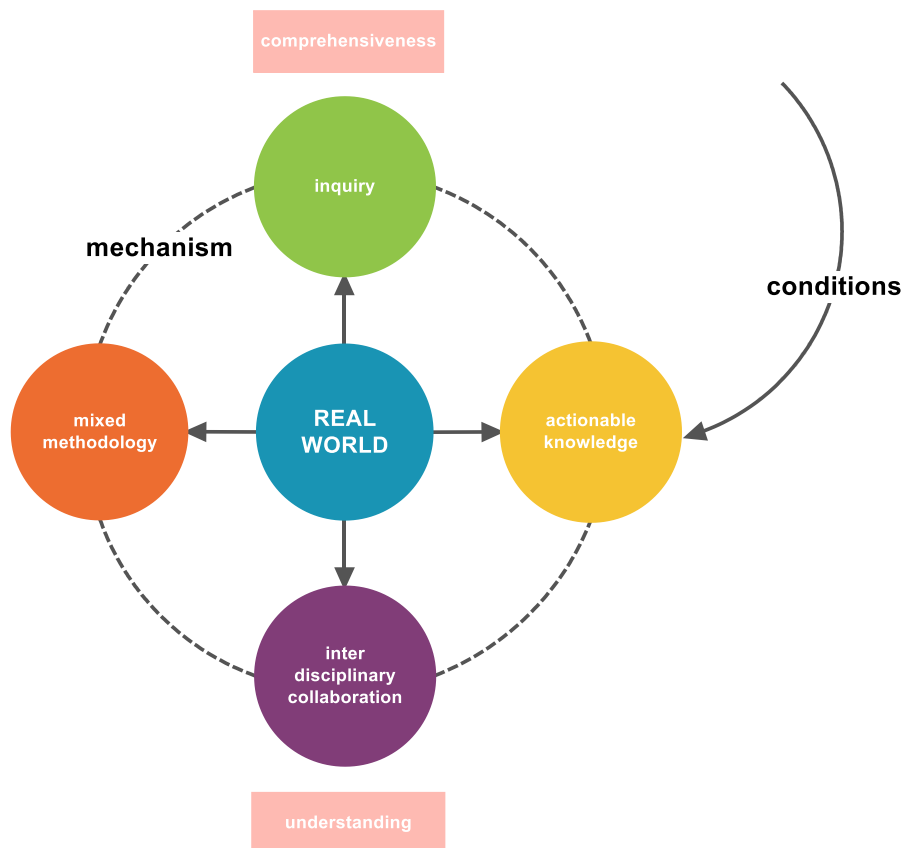 comprehensiveness
inquiry
mechanism
conditions
mixed
methodology
REAL
WORLD
actionable
knowledge
inter
disciplinary
collaboration
understanding